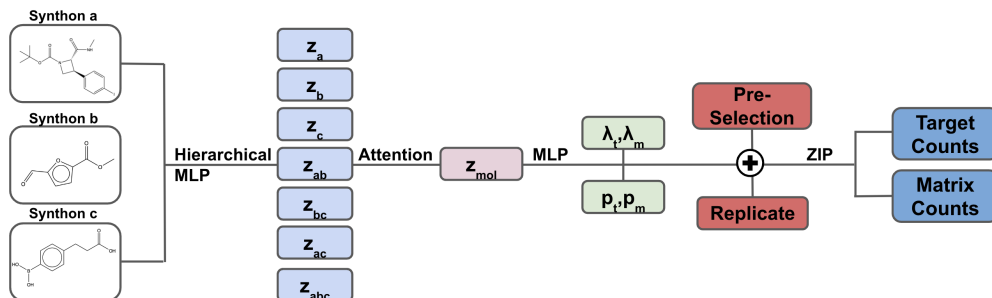 Synthon a
Synthon b
Synthon c
Hierarchical
MLP
z_a
z_b
z_c
z_ab
z_bc
z_ac
z_abc
Attention
z_mol
MLP
λ_t,λ_m
p_t,p_m
Pre-
Selection
Replicate
ZIP
Target
Counts
Matrix
Counts